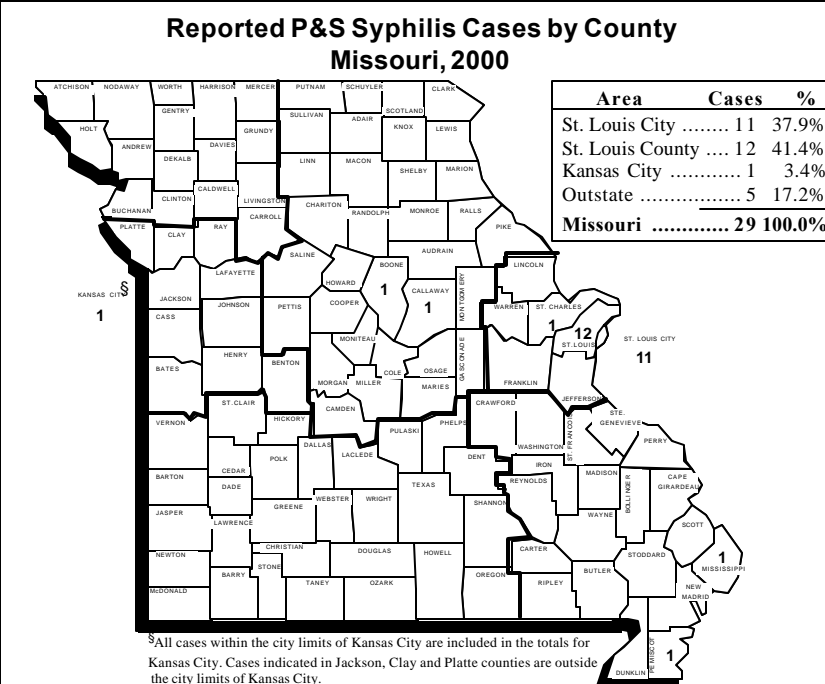 Reported P&S Syphilis Cases by County
Missouri, 2000
Area Cases %
St. Louis City ........ 11 37.9%
St. Louis County .... 12 41.4%
Kansas City ............ 1 3.4%
Outstate ................. 5 17.2%
Missouri ............. 29 100.0%
ATCHISON NODAWAY WORTH HARRISON MERCER PUTNAM SCHUYLER CLARK
GENTRY SULLIVAN ADAIR SCOTLAND
HOLT GRUNDY KNOX LEWIS
ANDREW DAVIES
DEKALB LINN MACON
SHELBY MARION
CLINTON CALDWELL LIVINGSTON CHARITON
BUCHANAN CARROLL RANDOLPH MONROE RALLS
PLATTE CLAY RAY PIKE
SALINE AUDRAIN
LAFAYETTE BOONE LINCOLN
HOWARD CALLAWAY MONTGOMERY
KANSAS CITY§ JACKSON JOHNSON PETTIS COOPER 1 1 WARREN ST. CHARLES
1 CASS 1 12
MONITEAU ST.LOUIS ST. LOUIS CITY
HENRY 11
BATES BENTON COLE OSAGE GASCONADE
MORGAN MILLER MARIES FRANKLIN
ST.CLAIR CAMDEN CRAWFORD JEFFERSON
VERNON HICKORY PULASKI PHELPS STE.
GENEVIEVE
DALLAS LACLEDE WASHINGTON ST. FRANCOIS PERRY
CEDAR POLK DENT IRON
BARTON DADE TEXAS REYNOLDS MADISON BOLLINGER CAPE
GIRARDEAU
GREENE WEBSTER WRIGHT SHANNON
JASPER LAWRENCE WAYNE SCOTT
NEWTON CHRISTIAN DOUGLAS HOWELL CARTER STODDARD 1
MISSISSIPPI
BARRY STONE OREGON BUTLER
McDONALD TANEY OZARK RIPLEY NEW
MADRID
PEMISCOT 1
DUNKLIN
§All cases within the city limits of Kansas City are included in the totals for
Kansas City. Cases indicated in Jackson, Clay and Platte counties are outside
the city limits of Kansas City.